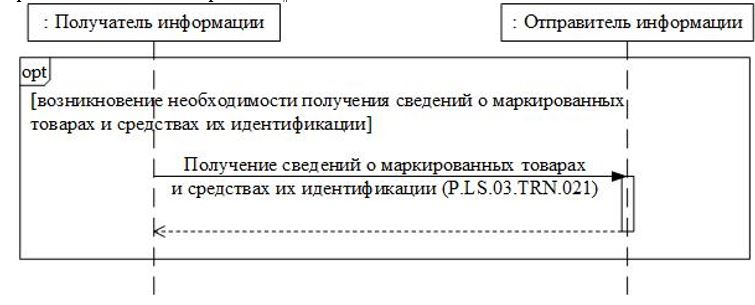 : Получатель информации
: Отправитель информации
opt
[возникновение необходимости получения сведений о маркированных
товарах и средствах их идентификации]
Получение сведений о маркированных товарах
и средствах их идентификации (P.LS.03.TRN.021)